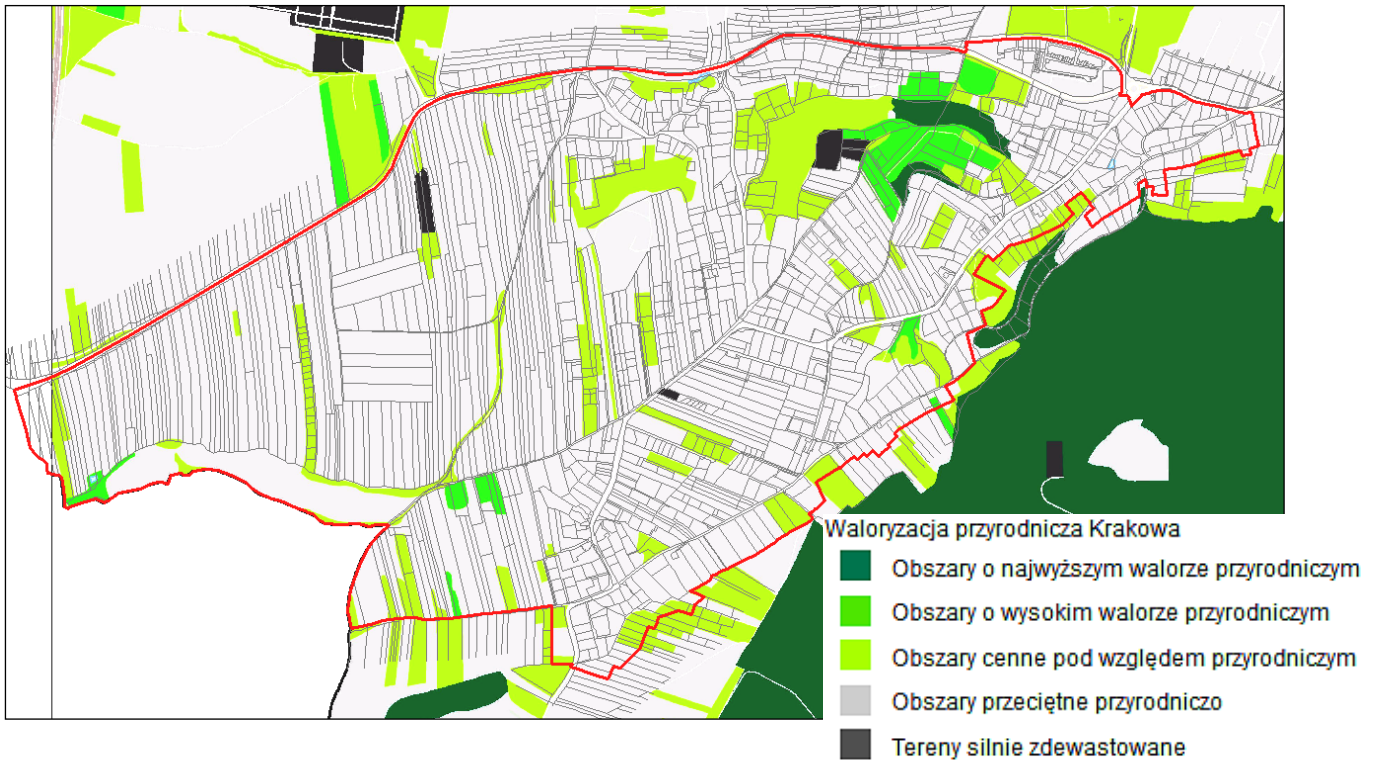 Waloryzacja przyrodnicza Krakowa
Obszary o najwyższym walorze przyrodniczym
Obszary o wysokim walorze przyrodniczym
Obszary cenne pod względem przyrodniczym
Obszary przeciętne przyrodniczo
Tereny silnie zdewastowane